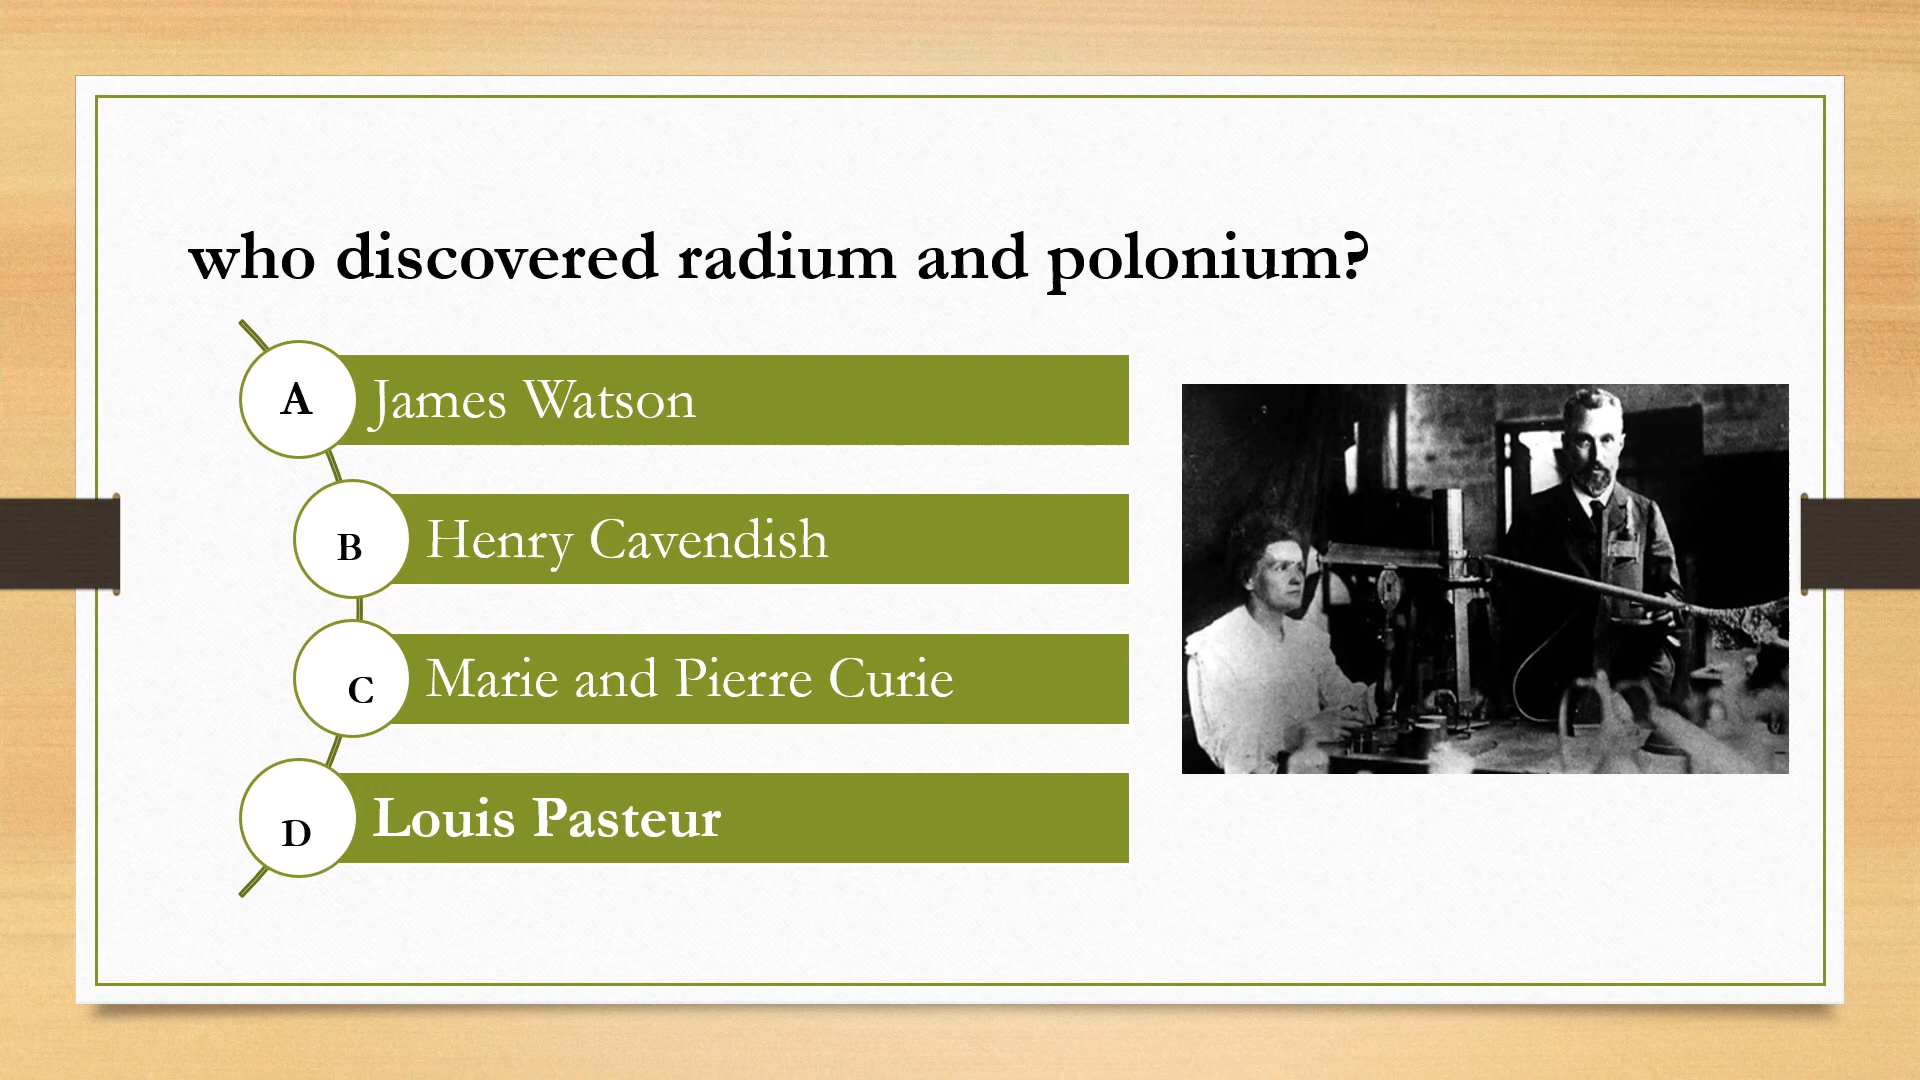 who discovered radium and polonium?
A James Watson
B Henry Cavendish
C Marie and Pierre Curie
D Louis Pasteur